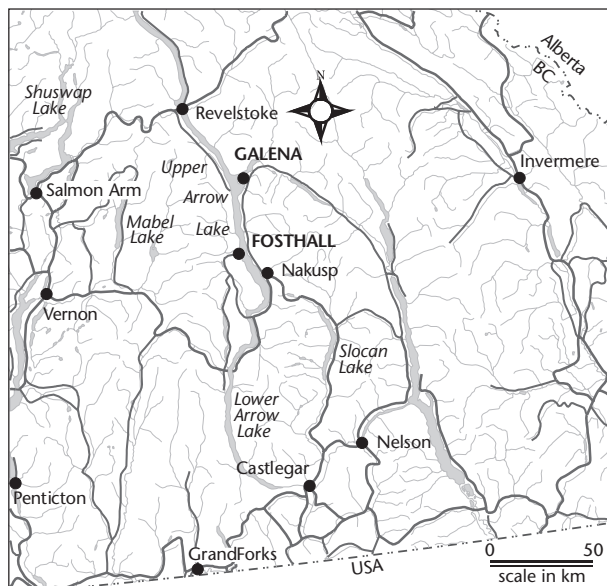 Alberta
BC
N
Shuswap
Lake
Revelstoke
Upper
Arrow
Lake
GALENA
Invermere
Salmon Arm
Mabel
Lake
FOSTHALL
Nakusp
Vernon
Slocan
Lake
Lower
Arrow
Lake
Nelson
Castlegar
Penticton
GrandForks
USA
0 50
scale in km